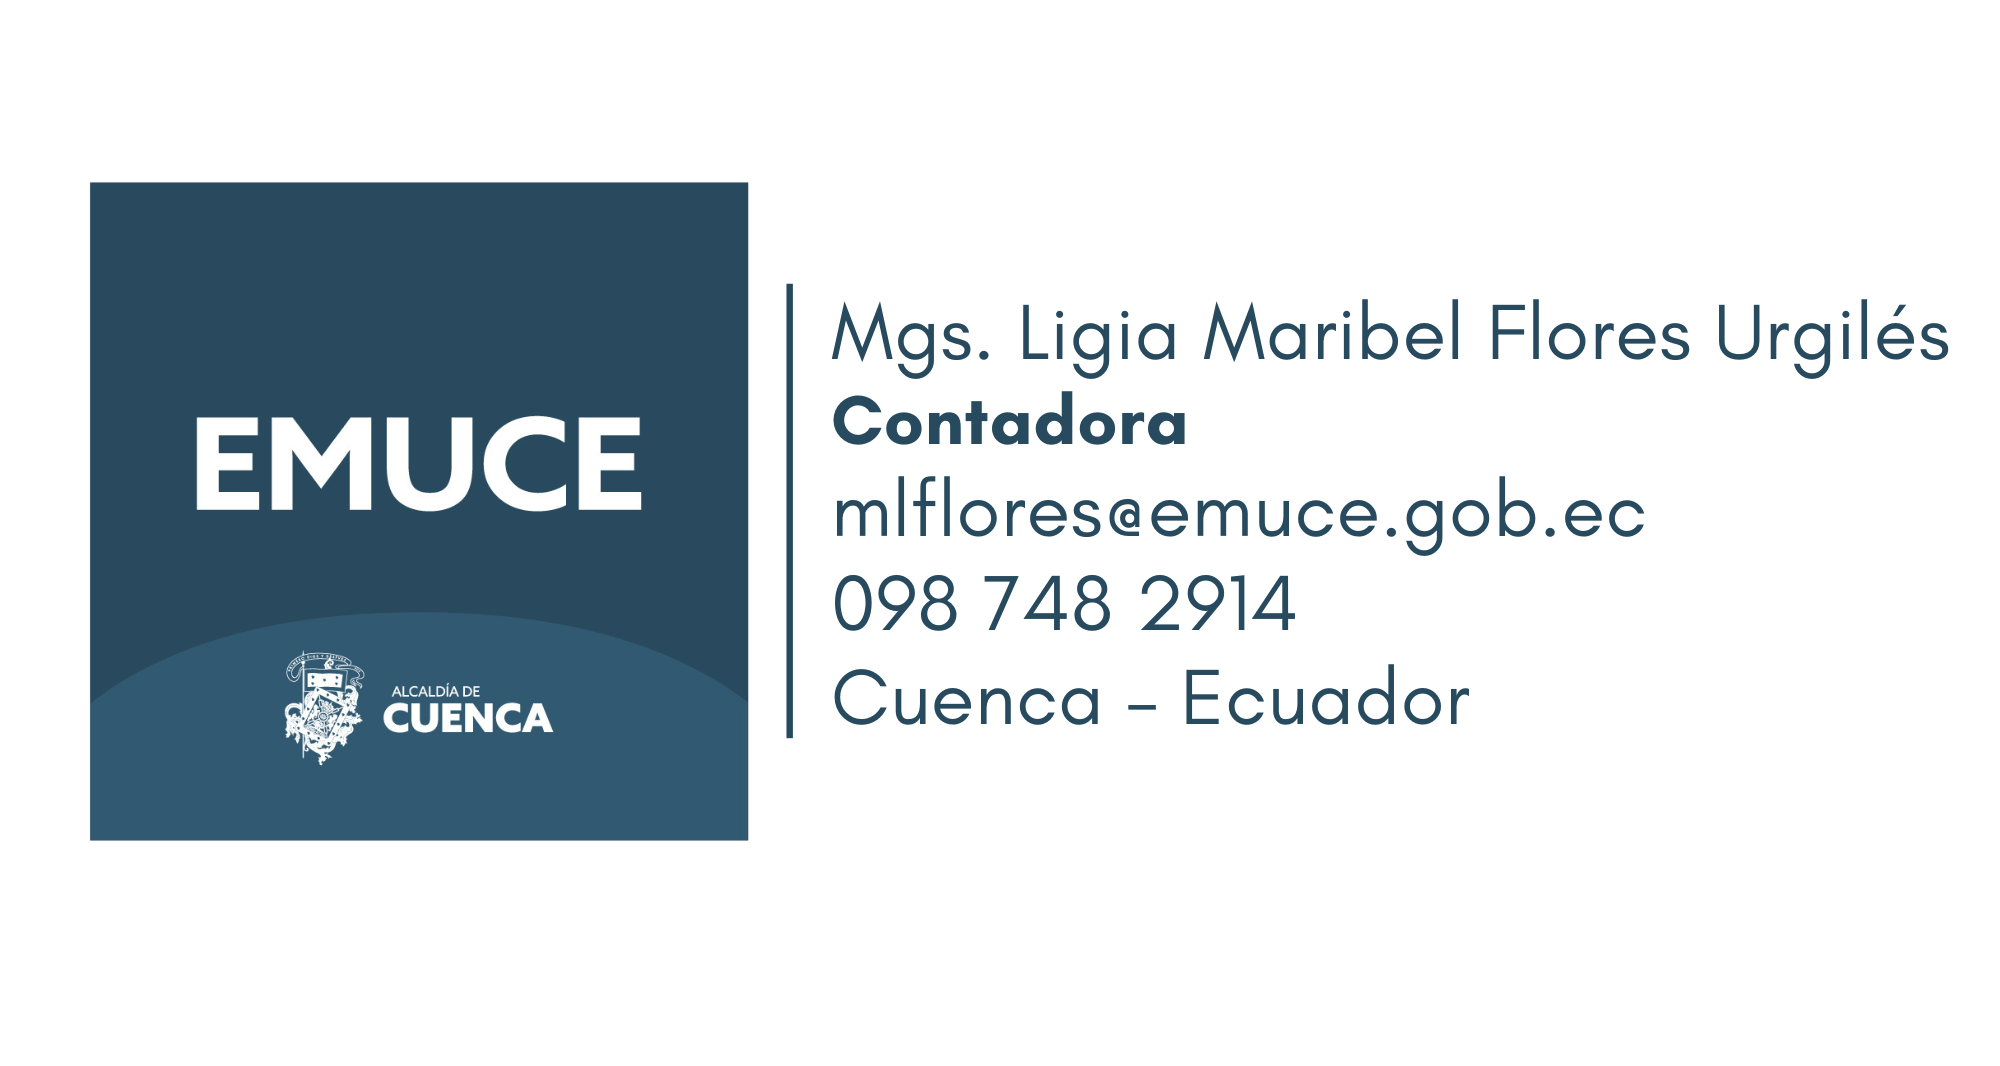 EMUCE
ALCALDÍA DE
CUENCA
Mgs. Ligia Maribel Flores Urgilés
Contadora
mlflores@emuce.gob.ec
098 748 2914
Cuenca – Ecuador